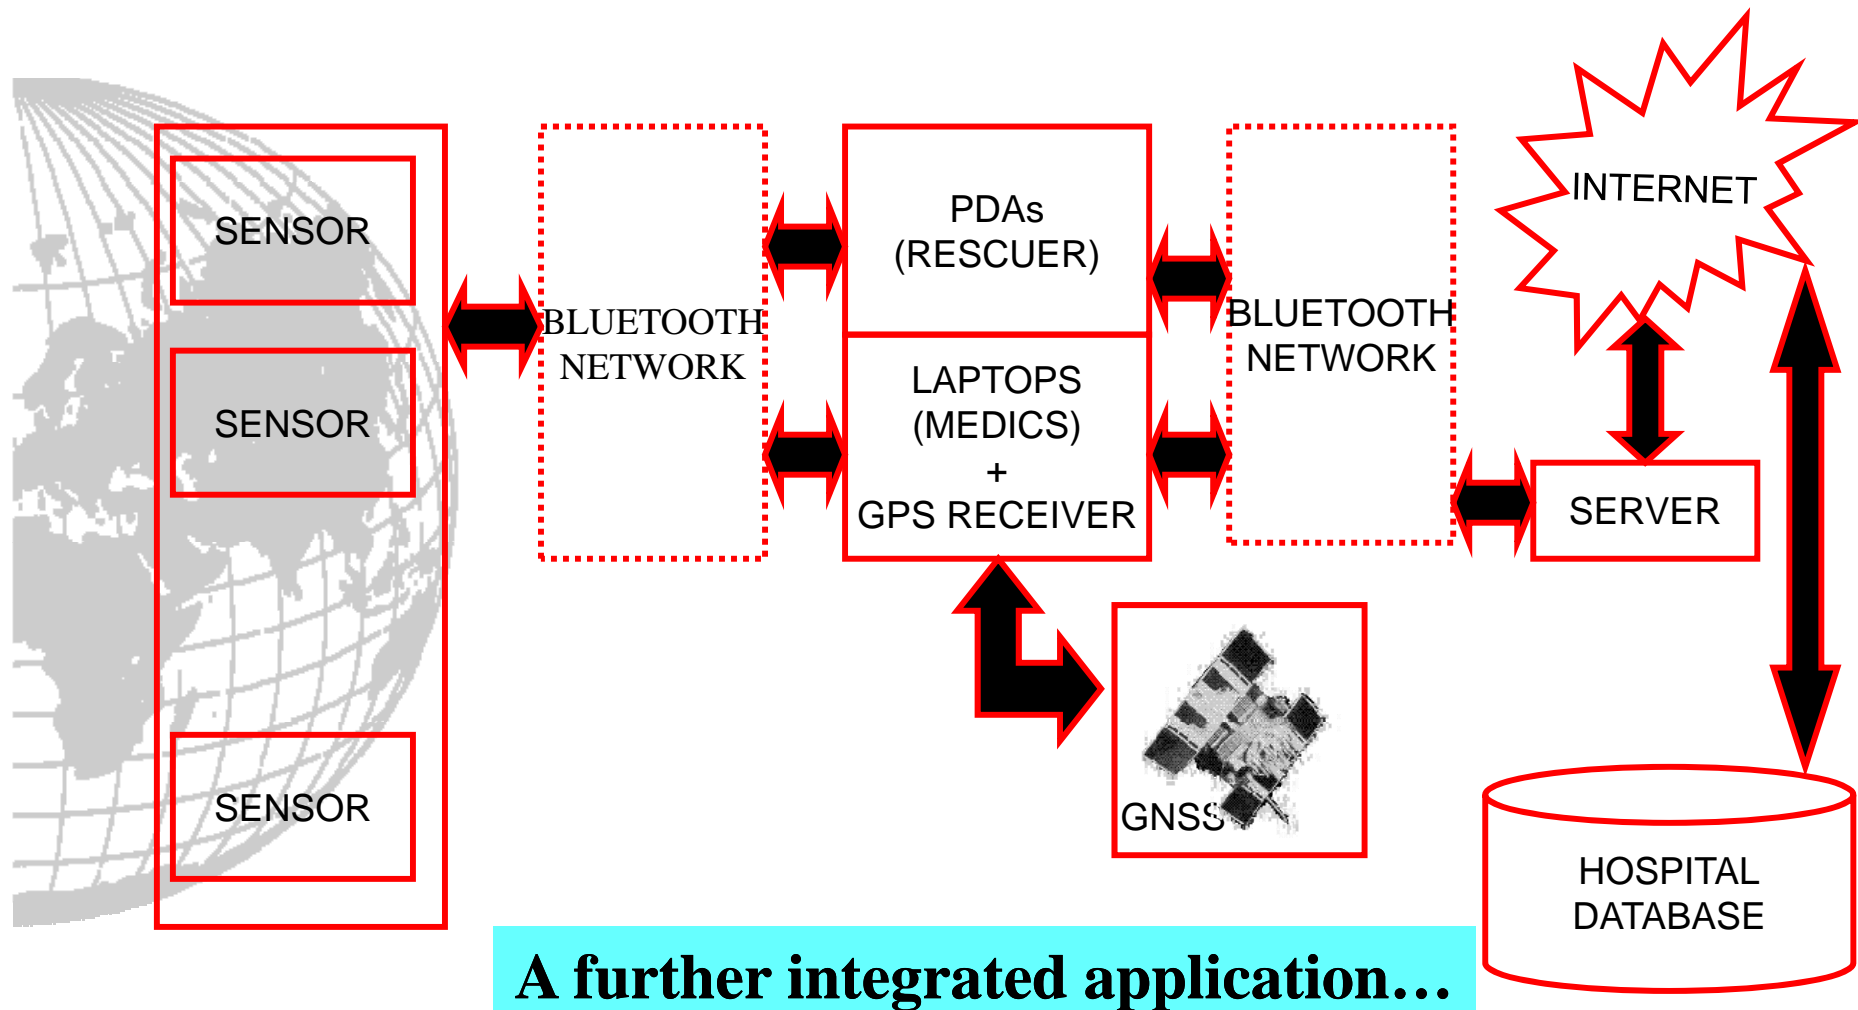 SENSOR
SENSOR
SENSOR
BLUETOOTH
NETWORK
PDAs
(RESCUER)
LAPTOPS
(MEDICS)
+
GPS RECEIVER
BLUETOOTH
NETWORK
INTERNET
SERVER
GNSS
HOSPITAL
DATABASE
A further integrated application…